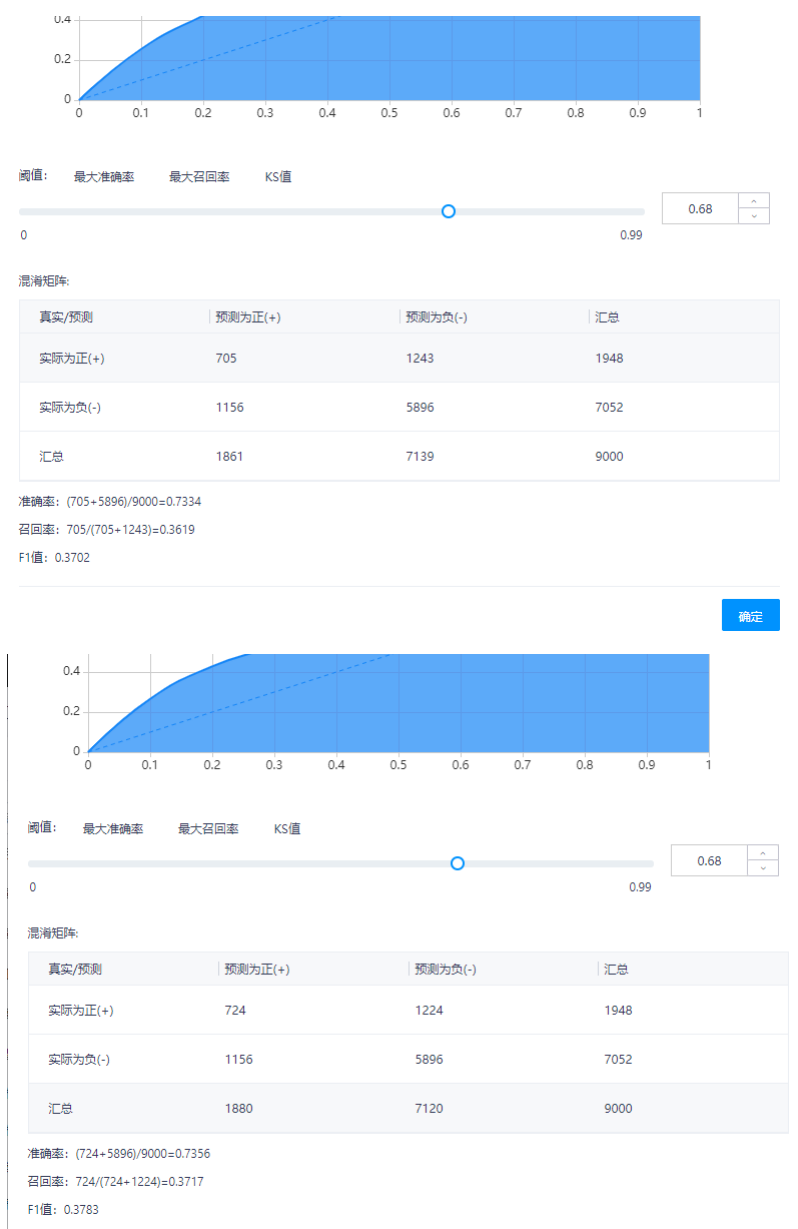 0.4
0.2
0
0 0.1 0.2 0.3 0.4 0.5 0.6 0.7 0.8 0.9 1
阈值: 最大准确率 最大召回率 KS值
0.68
0 0.99
混淆矩阵:
真实/预测 预测为正(+) 预测为负(-) 汇总
实际为正(+) 705 1243 1948
实际为负(-) 1156 5896 7052
汇总 1861 7139 9000
准确率: (705+5896)/9000=0.7334
召回率: 705/(705+1243)=0.3619
F1值: 0.3702
确定
0.4
0.2
0
0 0.1 0.2 0.3 0.4 0.5 0.6 0.7 0.8 0.9 1
阈值: 最大准确率 最大召回率 KS值
0.68
0 0.99
混淆矩阵:
真实/预测 预测为正(+) 预测为负(-) 汇总
实际为正(+) 724 1224 1948
实际为负(-) 1156 5896 7052
汇总 1880 7120 9000
准确率: (724+5896)/9000=0.7356
召回率: 724/(724+1224)=0.3717
F1值: 0.3783